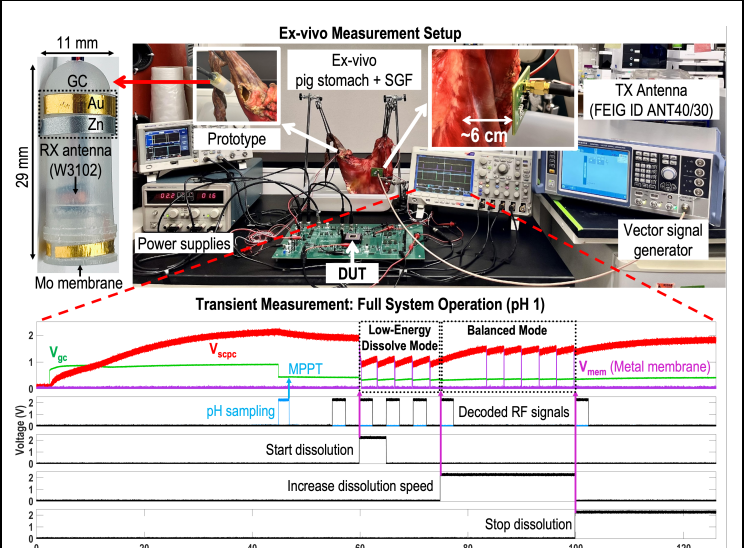 Ex-vivo Measurement Setup
11 mm
29 mm
GC
Au
Zn
RX antenna
(W3102)
Mo membrane
Prototype
Ex-vivo
pig stomach + SGF
~6 cm
TX Antenna
(FEIG ID ANT40/30)
Power supplies
DUT
Vector signal
generator
Transient Measurement: Full System Operation (pH 1)
Voltage (V)
2
1
0
Vgc
Vscpc
MPPT
Low-Energy
Dissolve Mode
Balanced Mode
Vmem (Metal membrane)
2
1
0
pH sampling
Decoded RF signals
2
1
0
Start dissolution
2
1
0
Increase dissolution speed
2
1
0
Stop dissolution
0 20 40 60 80 100 120